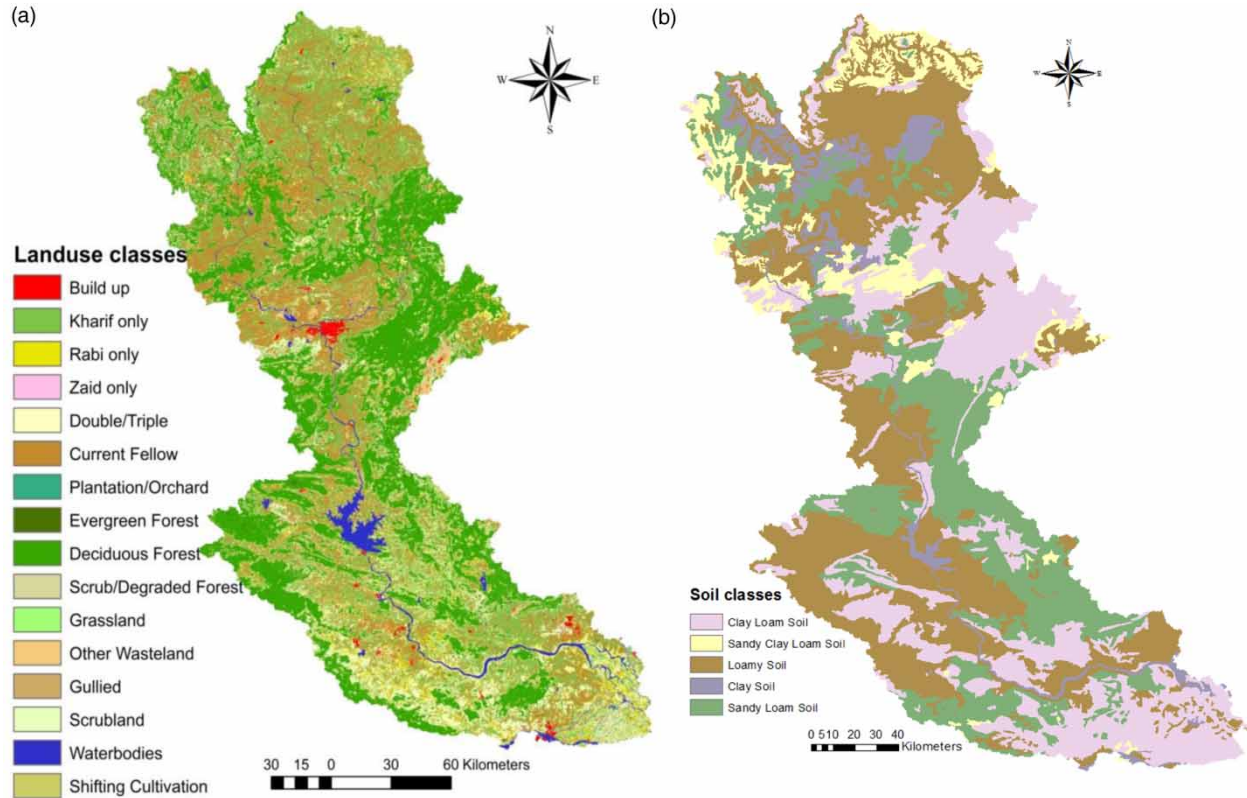 (a)
N
W
E
S
Landuse classes
Build up
Kharif only
Rabi only
Zaid only
Double/Triple
Current Fellow
Plantation/Orchard
Evergreen Forest
Deciduous Forest
Scrub/Degraded Forest
Grassland
Other Wasteland
Gullied
Scrubland
Waterbodies
Shifting Cultivation
30 15 0 30 60 Kilometers
(b)
N
W
E
S
Soil classes
Clay Loam Soil
Sandy Clay Loam Soil
Loamy Soil
Clay Soil
Sandy Loam Soil
0 510 20 30 40 Kilometers